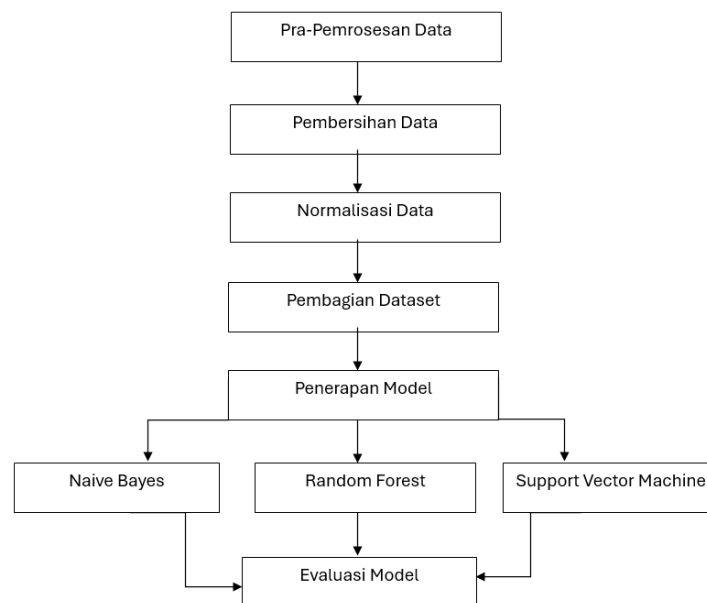 Pra-Pemrosesan Data
Pembersihan Data
Normalisasi Data
Pembagian Dataset
Penerapan Model
Naive Bayes
Random Forest
Support Vector Machine
Evaluasi Model